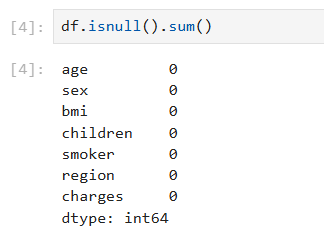 [4]: df.isnull().sum()
[4]: age 0
sex 0
bmi 0
children 0
smoker 0
region 0
charges 0
dtype: int64